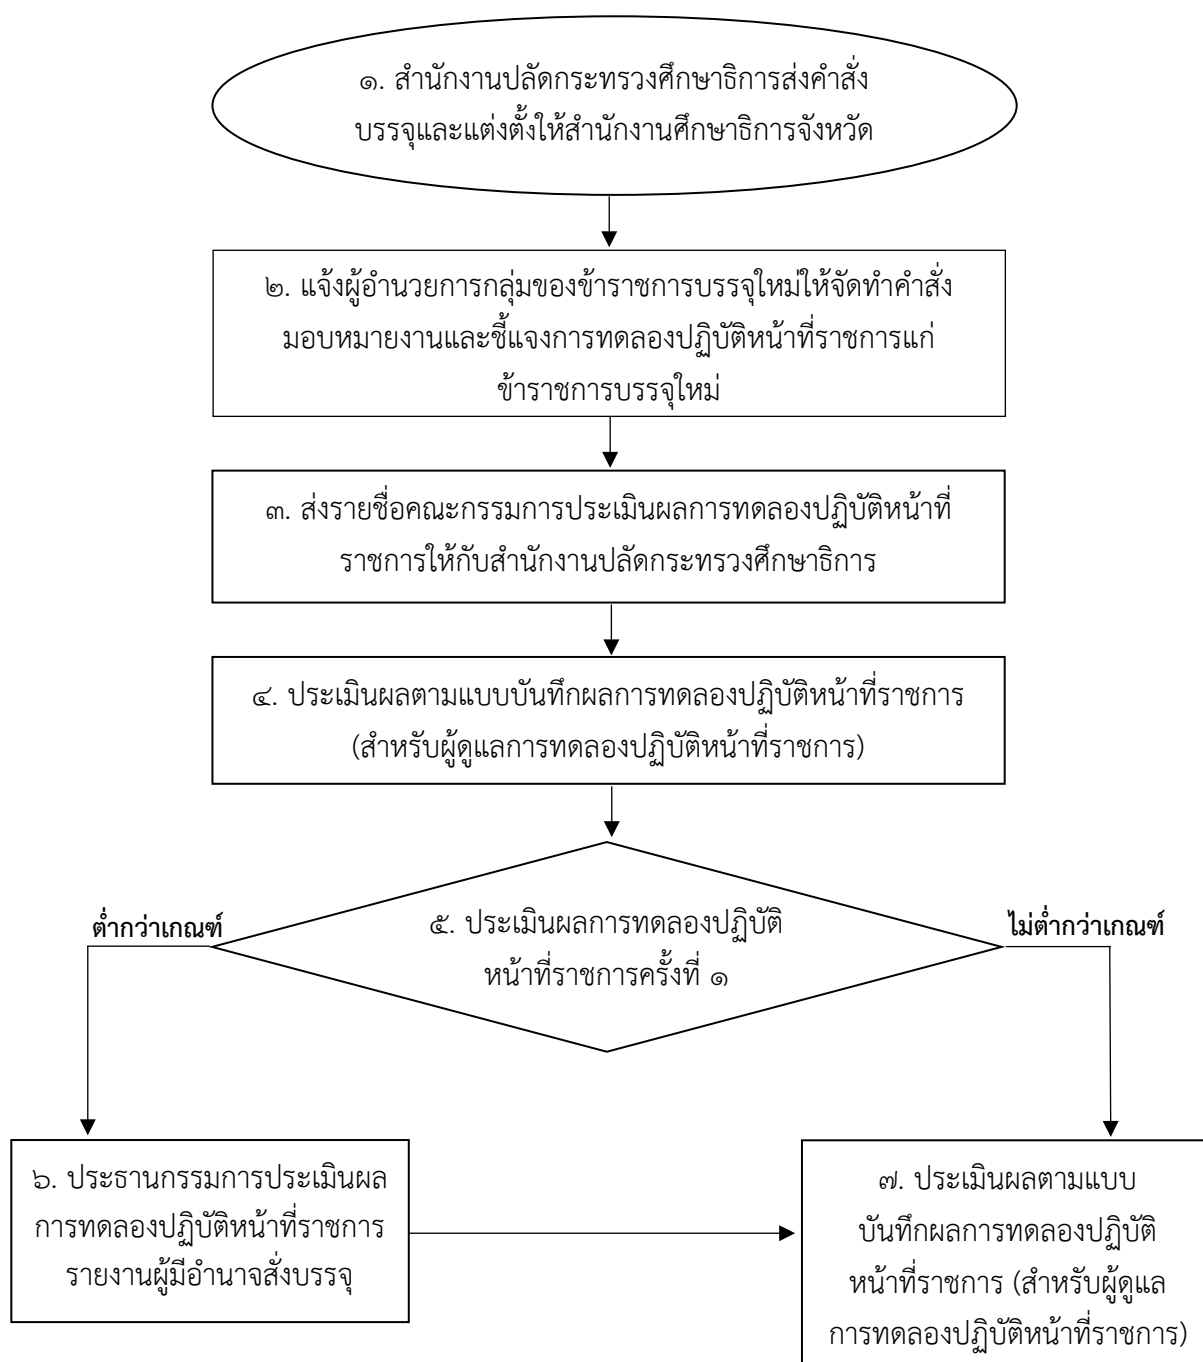 ๑. สำนักงานปลัดกระทรวงศึกษาธิการส่งคำสั่ง
บรรจุและแต่งตั้งให้สำนักงานศึกษาธิการจังหวัด
๒. แจ้งผู้อำนวยการกลุ่มของข้าราชการบรรจุใหม่ให้จัดทำคำสั่ง
มอบหมายงานและชี้แจงการทดลองปฏิบัติหน้าที่ราชการแก่
ข้าราชการบรรจุใหม่
๓. ส่งรายชื่อคณะกรรมการประเมินผลการทดลองปฏิบัติหน้าที่
ราชการให้กับสำนักงานปลัดกระทรวงศึกษาธิการ
๔. ประเมินผลตามแบบบันทึกผลการทดลองปฏิบัติหน้าที่ราชการ
(สำหรับผู้ดูแลการทดลองปฏิบัติหน้าที่ราชการ)
๕. ประเมินผลการทดลองปฏิบัติ
หน้าที่ราชการครั้งที่ ๑
ต่ำกว่าเกณฑ์
ไม่ต่ำกว่าเกณฑ์
๖. ประธานกรรมการประเมินผล
การทดลองปฏิบัติหน้าที่ราชการ
รายงานผู้มีอำนาจสั่งบรรจุ
๗. ประเมินผลตามแบบ
บันทึกผลการทดลองปฏิบัติ
หน้าที่ราชการ (สำหรับผู้ดูแล
การทดลองปฏิบัติหน้าที่ราชการ)